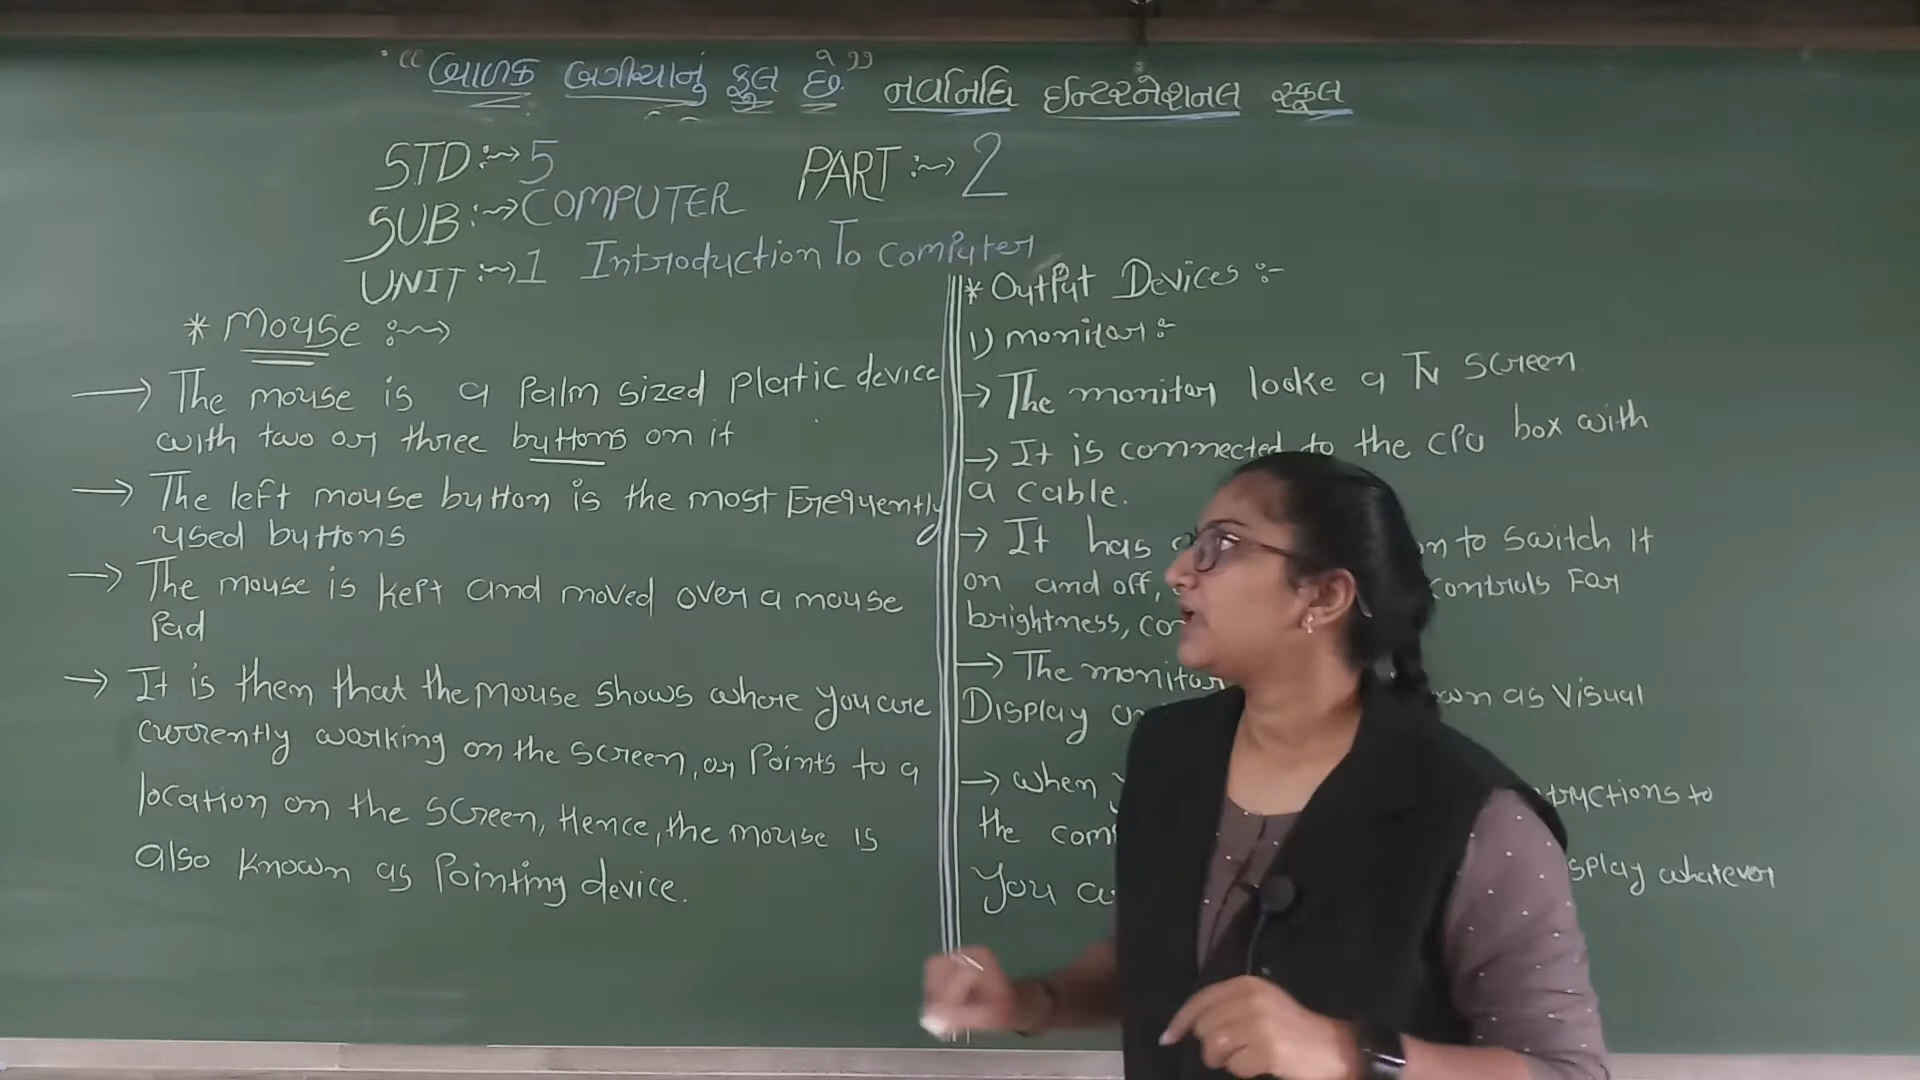 “બાળક બગીચાનું ફૂલ છે” નવનિધિ ઈન્ટરનેશનલ સ્કૂલ
STD :→ 5 PART :→ 2
SUB :→ COMPUTER
UNIT :→ 1 Introduction To Computer
* Mouse :→
→ The mouse is a Palm sized Platic device
with two or three buttons on it
→ The left mouse button is the most Frequently
used buttons
→ The mouse is kept and moved over a mouse
Pad
→ It is them that the mouse shows where you are
currently working on the screen, or Points to a
location on the screen, Hence, the mouse is
also known as Pointing device.
* Output Devices :-
1) monitor :-
→ The monitor looke a TV screen
→ It is connected to the CPU box with
a cable.
→ It has to switch It
on and off, controls For
brightness,
→ The monitor as Visual
Display
→ when to
the
You whatever